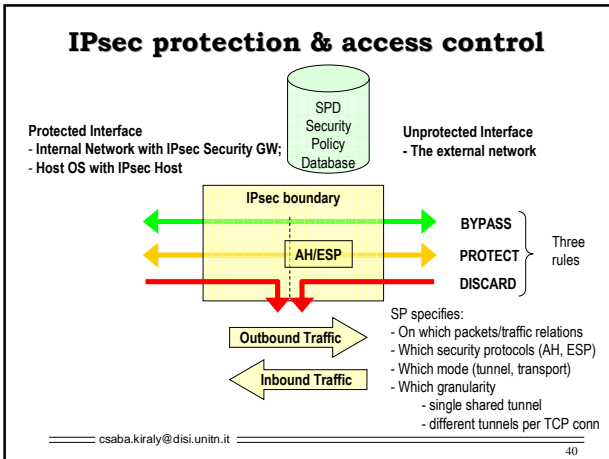 IPsec protection & access control
SPD
Security
Policy
Database
Protected Interface
- Internal Network with IPsec Security GW;
- Host OS with IPsec Host
Unprotected Interface
- The external network
IPsec boundary
AH/ESP
BYPASS
PROTECT
DISCARD
Three
rules
Outbound Traffic
Inbound Traffic
SP specifies:
- On which packets/traffic relations
- Which security protocols (AH, ESP)
- Which mode (tunnel, transport)
- Which granularity
- single shared tunnel
- different tunnels per TCP conn
csaba.kiraly@disi.unitn.it
40